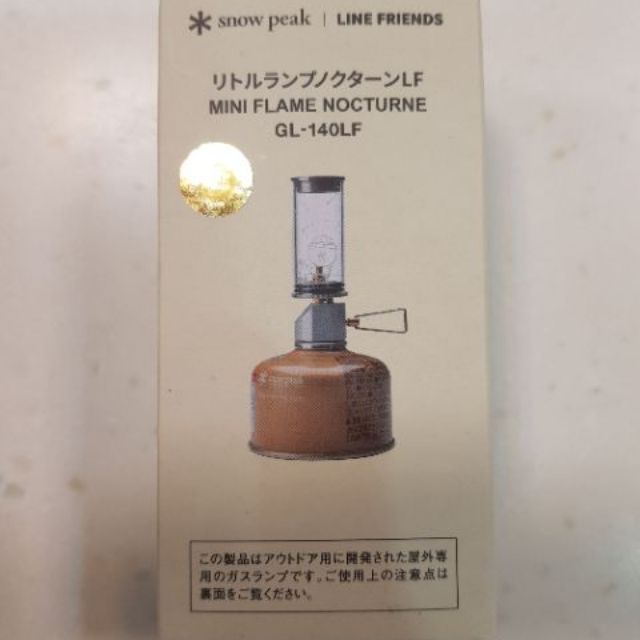 snow peak | LINE FRIENDS
リトルランプノクターンLF
MINI FLAME NOCTURNE
GL-140LF
この製品はアウトドア用に開発された屋外専
用のガスランプです。ご使用上の注意点は
裏面をご覧ください。